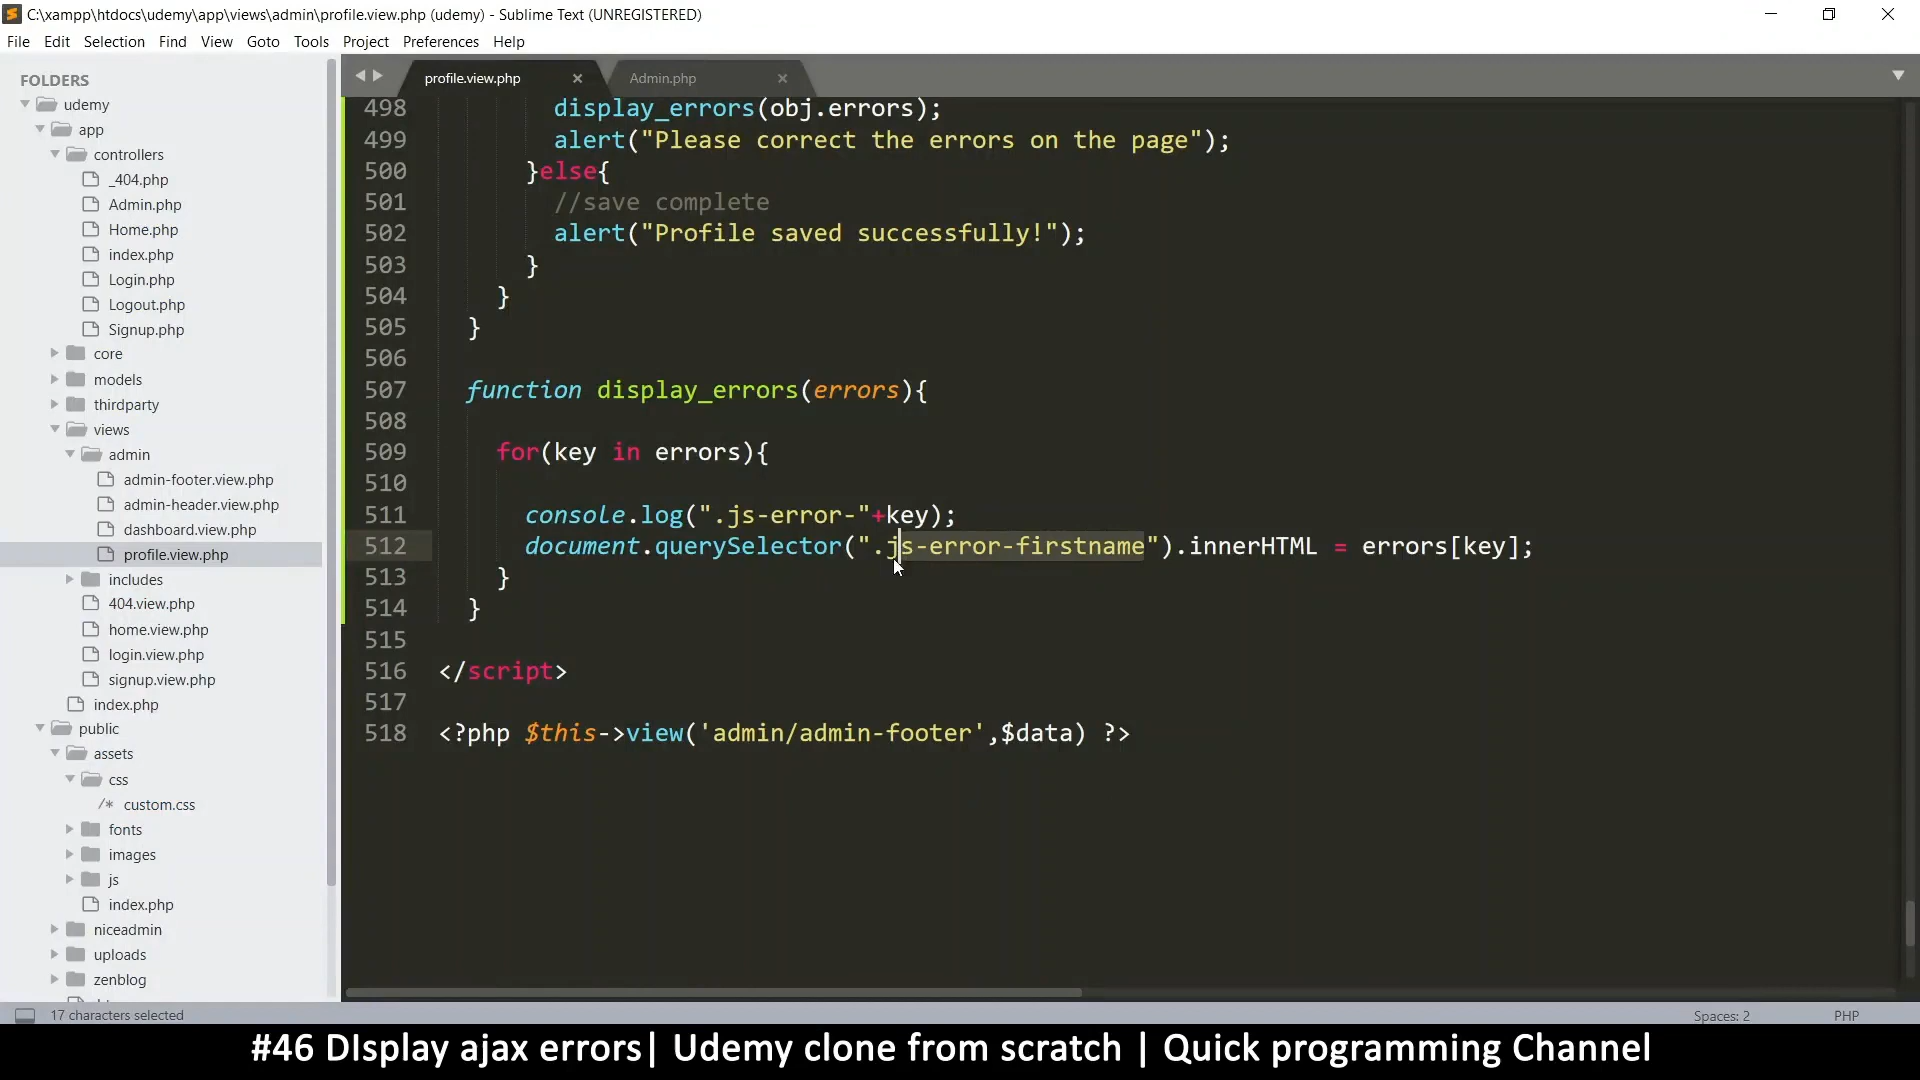 C:\xampp\htdocs\udemy\app\views\admin\profile.view.php (udemy) - Sublime Text (UNREGISTERED)
File Edit Selection Find View Goto Tools Project Preferences Help
FOLDERS
udemy
app
controllers
_404.php
Admin.php
Home.php
index.php
Login.php
Logout.php
Signup.php
core
models
thirdparty
views
admin
admin-footer.view.php
admin-header.view.php
dashboard.view.php
profile.view.php
includes
404.view.php
home.view.php
login.view.php
signup.view.php
index.php
public
assets
css
/* custom.css
fonts
images
js
index.php
niceadmin
uploads
zenblog
profile.view.php Admin.php
498 display_errors(obj.errors);
499 alert("Please correct the errors on the page");
500 }else{
501 //save complete
502 alert("Profile saved successfully!");
503 }
504 }
505 }
506
507 function display_errors(errors){
508
509 for(key in errors){
510
511 console.log(".js-error-"+key);
512 document.querySelector(".js-error-firstname").innerHTML = errors[key];
513 }
514 }
515
516 </script>
517
518 <?php $this->view('admin/admin-footer',$data) ?>
17 characters selected
Spaces: 2
PHP
#46 DIsplay ajax errors| Udemy clone from scratch | Quick programming Channel